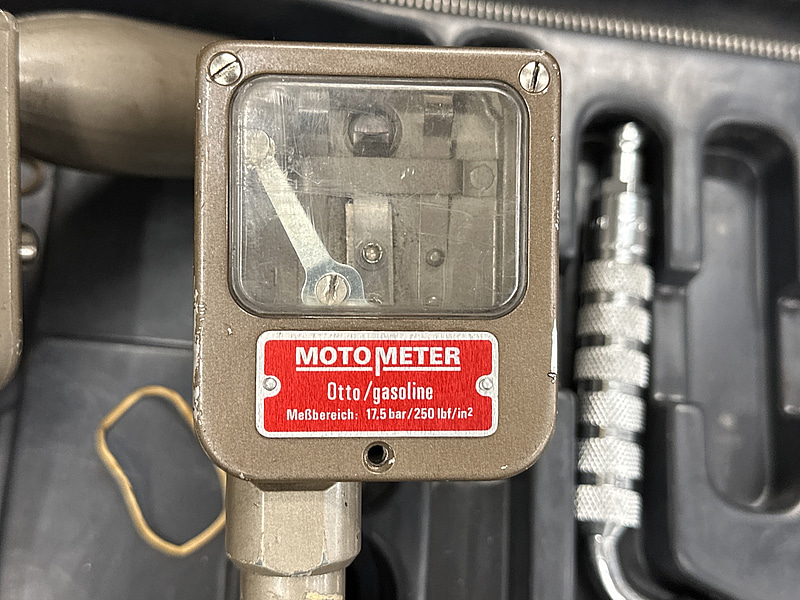 MOTOMETER
Otto/gasoline
Meßbereich: 17.5 bar/250 lbf/in²